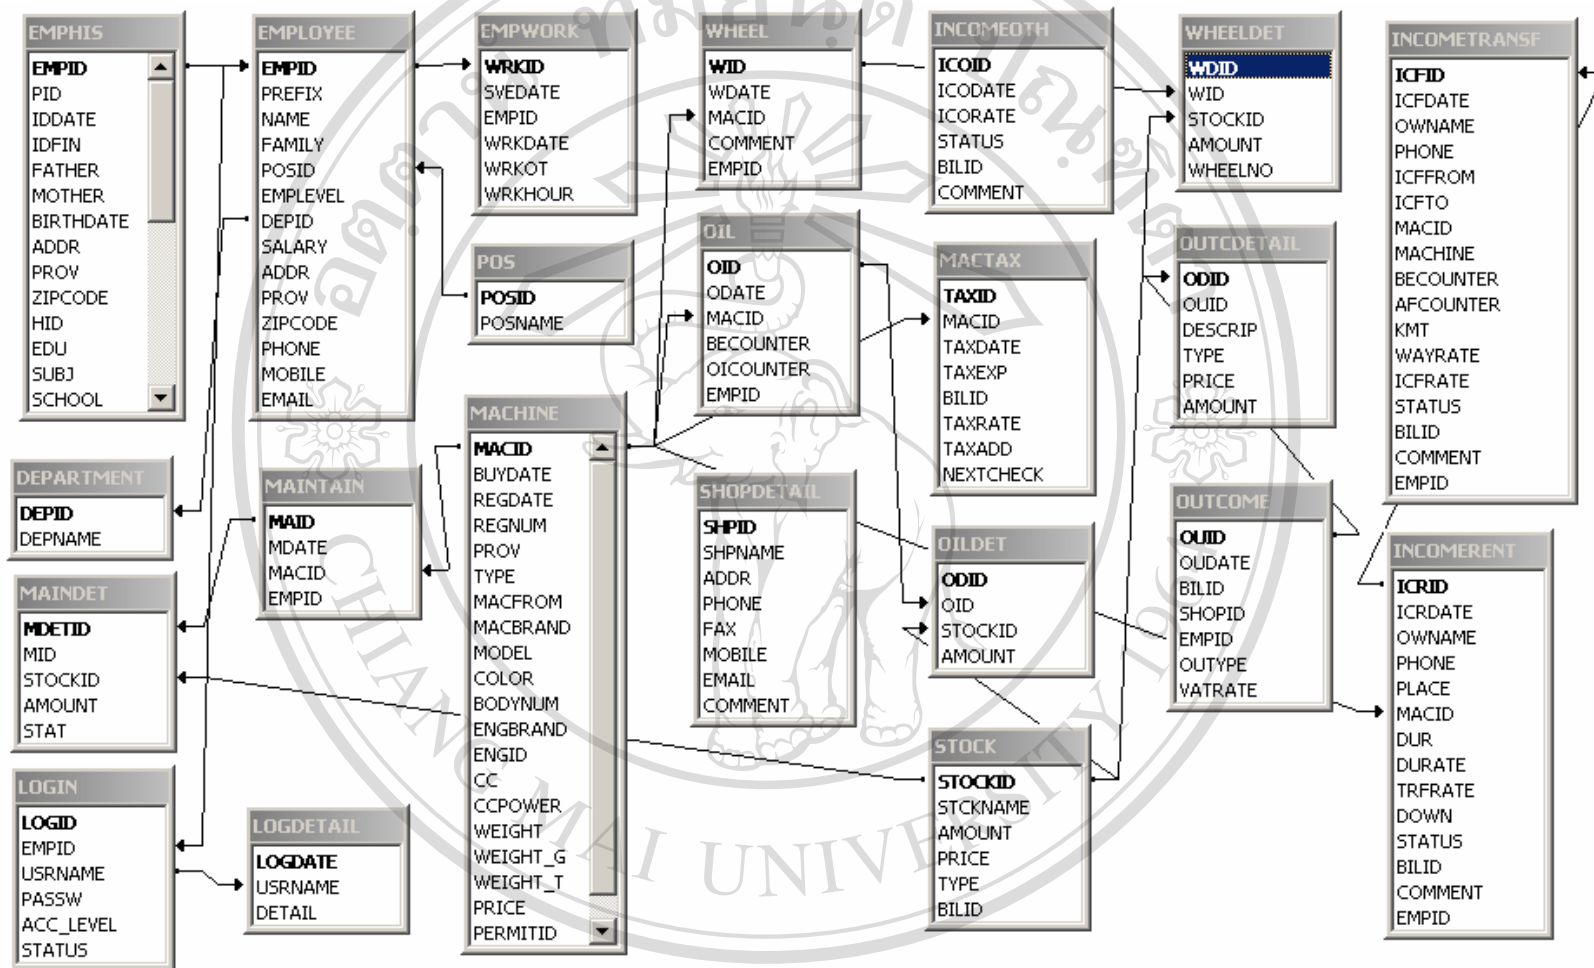 EMPHIS
EMPID
PID
IDDATE
IDFIN
FATHER
MOTHER
BIRTHDATE
ADDR
PROV
ZIPCODE
HID
EDU
SUBJ
SCHOOL
EMPLOYEE
EMPID
PREFIX
NAME
FAMILY
POSID
EMPLEVEL
DEPID
SALARY
ADDR
PROV
ZIPCODE
PHONE
MOBILE
EMAIL
EMPWORK
WRKID
SVEDATE
EMPID
WRKDATE
WRKOT
WRKHOUR
WHEEL
WID
WDATE
MACID
COMMENT
EMPID
INCOMEOTH
ICOID
ICODATE
ICORATE
STATUS
BILID
COMMENT
WHEELDET
WDID
WID
STOCKID
AMOUNT
WHEELNO
INCOMETRANSF
ICFID
ICFDATE
OWNAME
PHONE
ICFFROM
ICFTO
MACID
MACHINE
BECOUNTER
AFCOUNTER
KMT
WAYRATE
ICFRATE
STATUS
BILID
COMMENT
EMPID
POS
POSID
POSNAME
OIL
OID
ODATE
MACID
BECOUNTER
OICOUNTER
EMPID
MACTAX
TAXID
MACID
TAXDATE
TAXEXP
BILID
TAXRATE
TAXADD
NEXTCHECK
OUTCDETAIL
ODID
OUID
DESCRIP
TYPE
PRICE
AMOUNT
DEPARTMENT
DEPID
DEPNAME
MAINTAIN
MAID
MDATE
MACID
EMPID
MACHINE
MACID
BUYDATE
REGDATE
REGNUM
PROV
TYPE
MACFROM
MACBRAND
MODEL
COLOR
BODYNUM
ENGBRAND
ENGID
CC
CCPOWER
WEIGHT
WEIGHT_G
WEIGHT_T
PRICE
PERMITID
SHOPDETAIL
SHPID
SHPNAME
ADDR
PHONE
FAX
MOBILE
EMAIL
COMMENT
OILDET
ODID
OID
STOCKID
AMOUNT
OUTCOME
OUID
OUDATE
BILID
SHOPID
EMPID
OUTYPE
VATRATE
INCOMERENT
ICRID
ICRDATE
OWNAME
PHONE
PLACE
MACID
DUR
DURATE
TRFRATE
DOWN
STATUS
BILID
COMMENT
EMPID
MAINDET
MDETID
MID
STOCKID
AMOUNT
STAT
LOGIN
LOGID
EMPID
USRNAME
PASSW
ACC_LEVEL
STATUS
LOGDETAIL
LOGDATE
USRNAME
DETAIL
STOCK
STOCKID
STCKNAME
AMOUNT
PRICE
TYPE
BILID
CHIANG MAI UNIVERSITY 1964